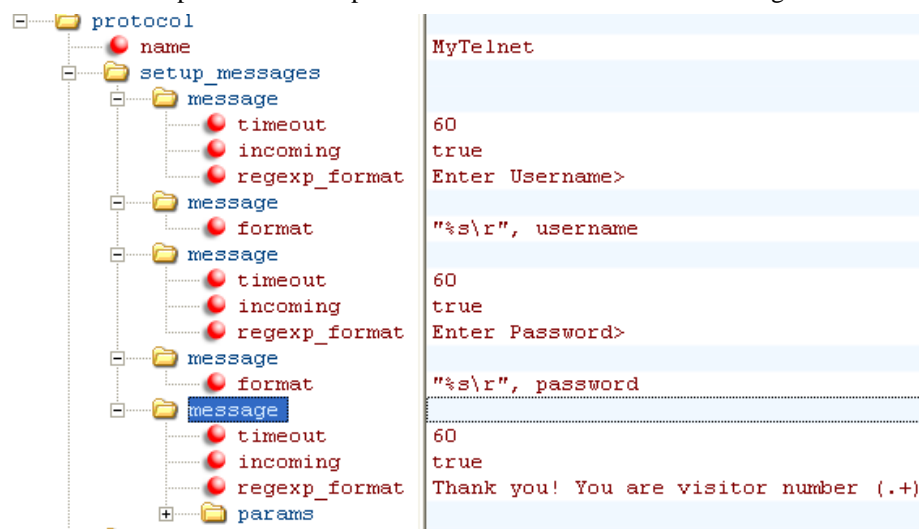 protocol
name MyTelnet
setup_messages
message
timeout 60
incoming true
regexp_format Enter Username>
message
format "%s\r", username
message
timeout 60
incoming true
regexp_format Enter Password>
message
format "%s\r", password
message
timeout 60
incoming true
regexp_format Thank you! You are visitor number (.+)
params